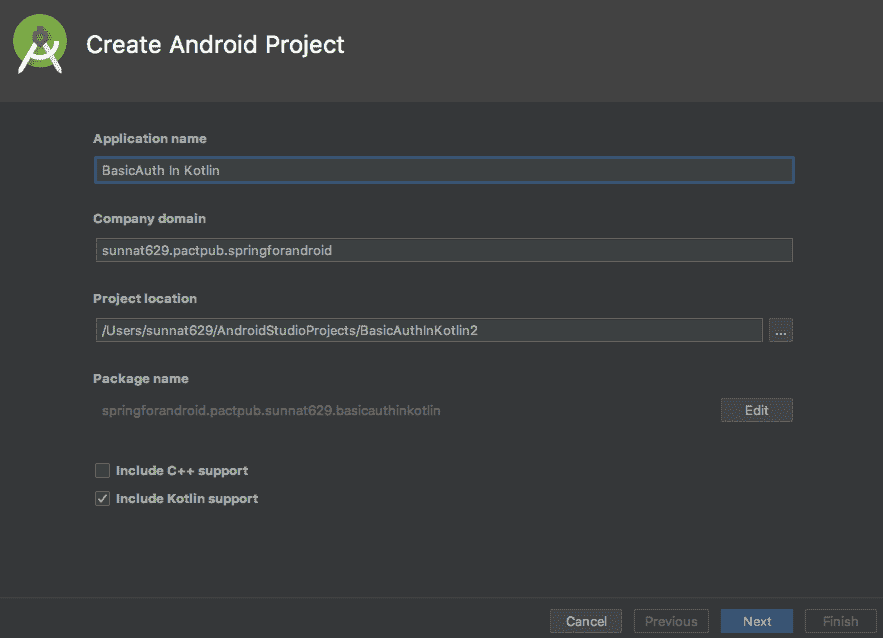 Create Android Project
Application name
BasicAuth In Kotlin
Company domain
sunnat629.pactpub.springforandroid
Project location
/Users/sunnat629/AndroidStudioProjects/BasicAuthInKotlin2
...
Package name
springforandroid.pactpub.sunnat629.basicauthinkotlin
Edit
Include C++ support
Include Kotlin support
Cancel Previous Next Finish